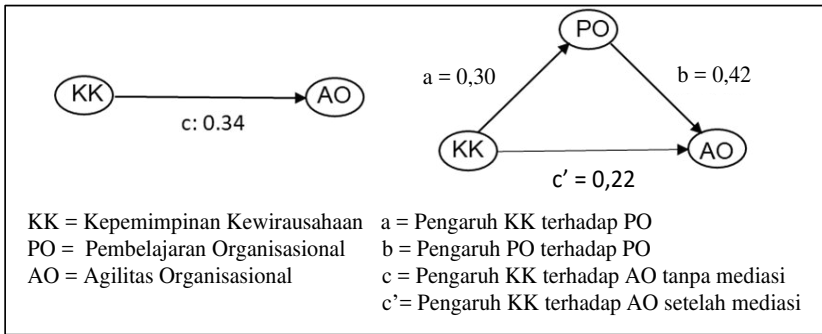 PO
KK
AO
c: 0.34
a = 0,30
b = 0,42
KK
AO
c’ = 0,22
KK = Kepemimpinan Kewirausahaan
PO = Pembelajaran Organisasional
AO = Agilitas Organisasional
a = Pengaruh KK terhadap PO
b = Pengaruh PO terhadap PO
c = Pengaruh KK terhadap AO tanpa mediasi
c’= Pengaruh KK terhadap AO setelah mediasi